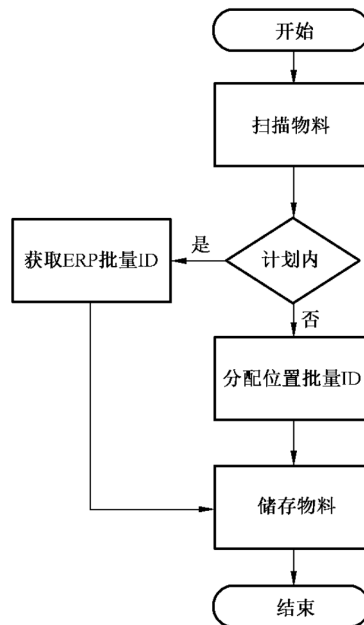 开始
扫描物料
计划内
是
获取ERP批量ID
否
分配位置批量ID
储存物料
结束